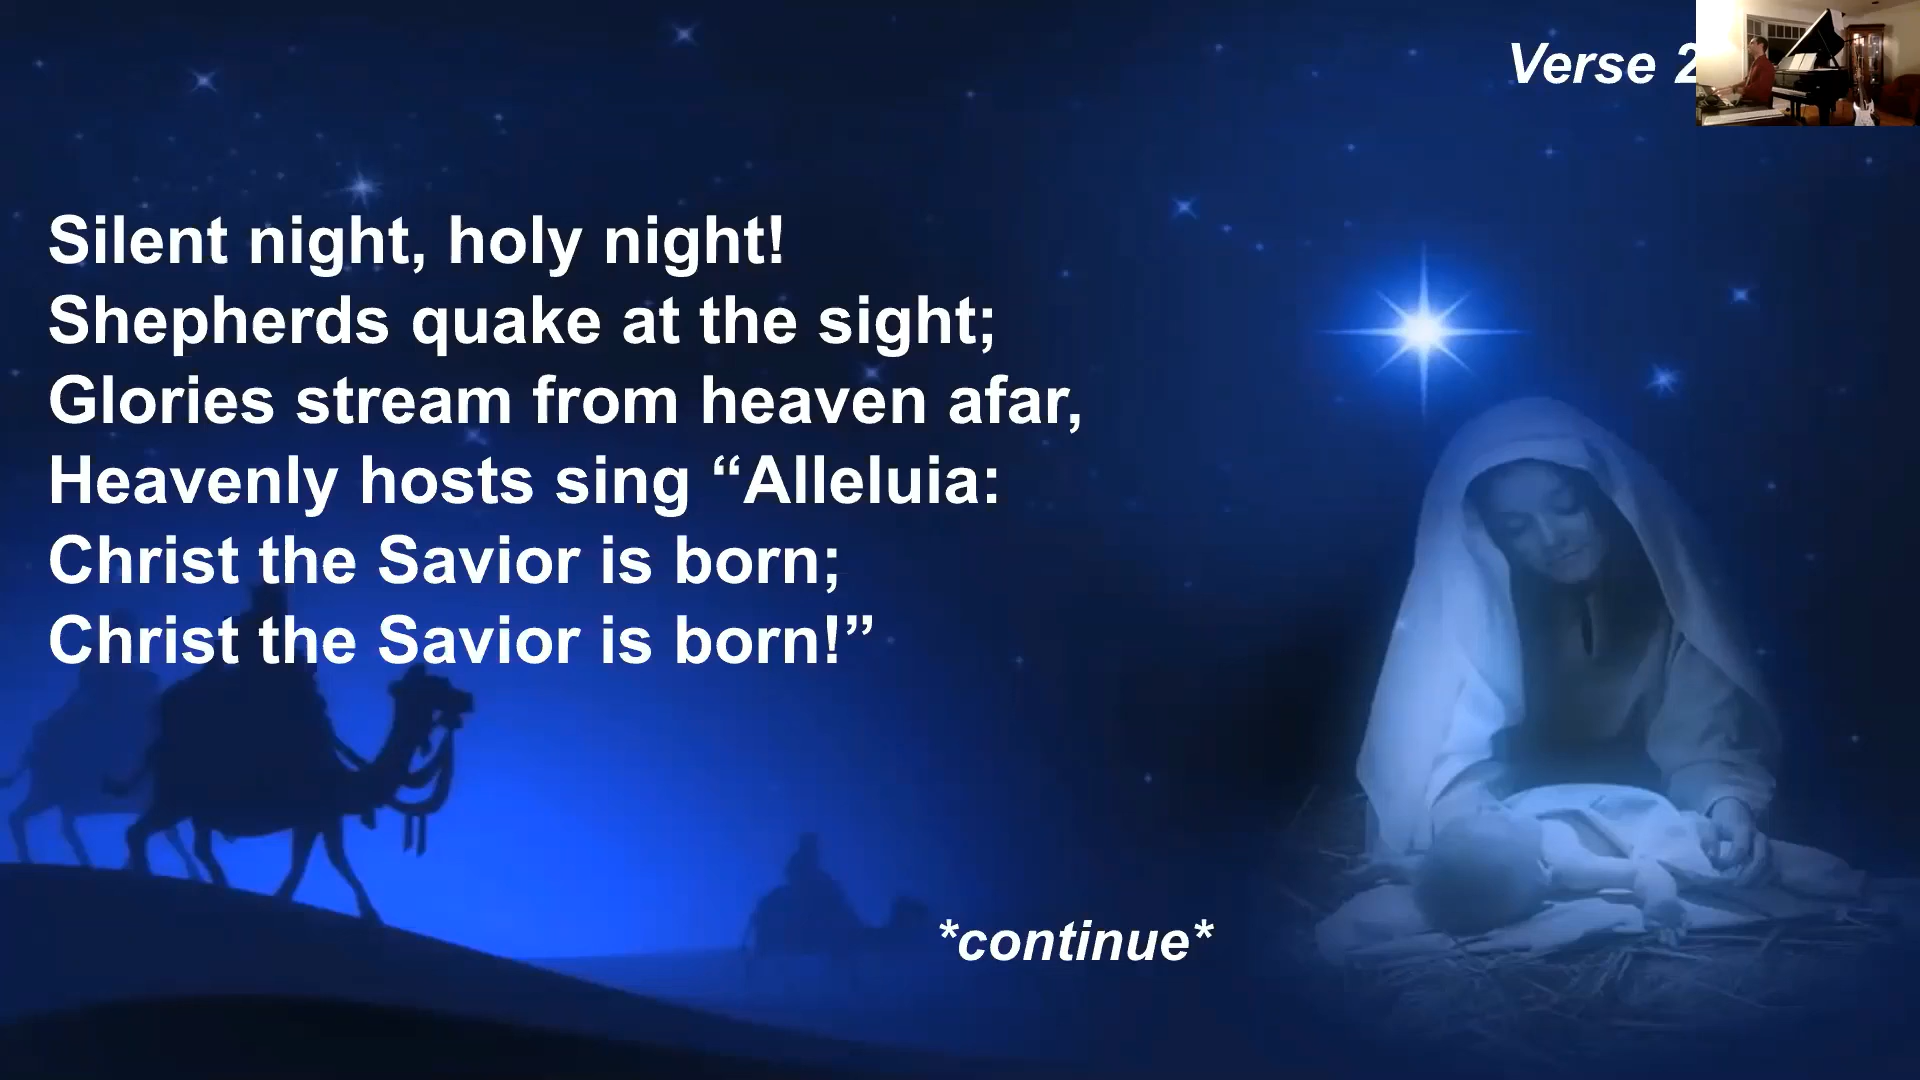 Verse 2
Silent night, holy night!
Shepherds quake at the sight;
Glories stream from heaven afar,
Heavenly hosts sing “Alleluia:
Christ the Savior is born;
Christ the Savior is born!”
*continue*